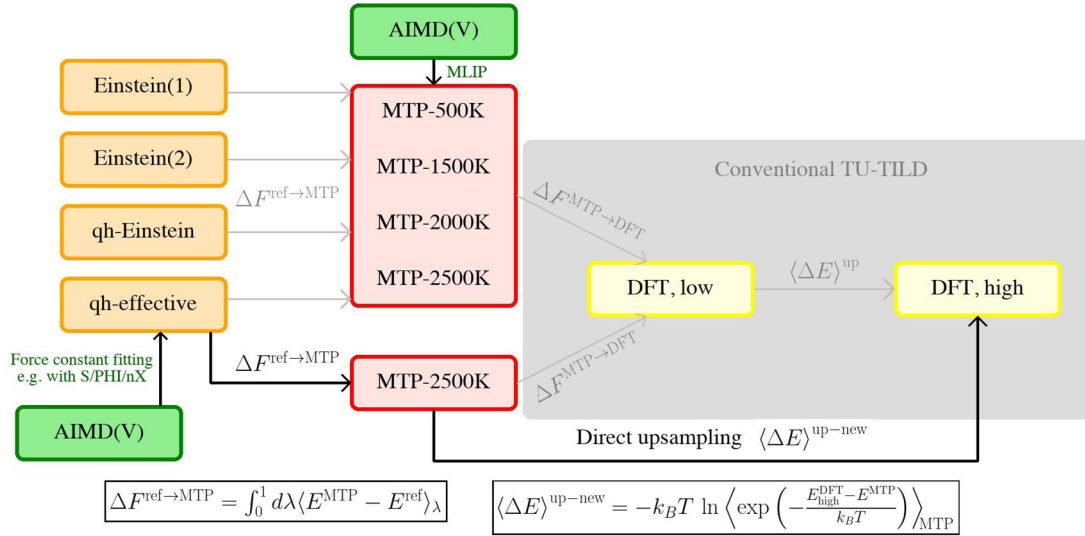 AIMD(V)
MLIP
Einstein(1)
Einstein(2)
ΔF^{ref→MTP}
qh-Einstein
qh-effective
MTP-500K
MTP-1500K
MTP-2000K
MTP-2500K
Conventional TU-TILD
ΔF^{MTP→DFT}
DFT, low
⟨ΔE⟩^{up}
DFT, high
ΔF^{MTP→DFT}
Force constant fitting
e.g. with S/PHI/nX
AIMD(V)
ΔF^{ref→MTP}
MTP-2500K
Direct upsampling ⟨ΔE⟩^{up−new}
ΔF^{ref→MTP} = ∫_0^1 dλ⟨E^{MTP} − E^{ref}⟩_λ
⟨ΔE⟩^{up−new} = −k_BT ln ⟨exp (−\frac{E_{high}^{DFT}−E^{MTP}}{k_BT})⟩_{MTP}